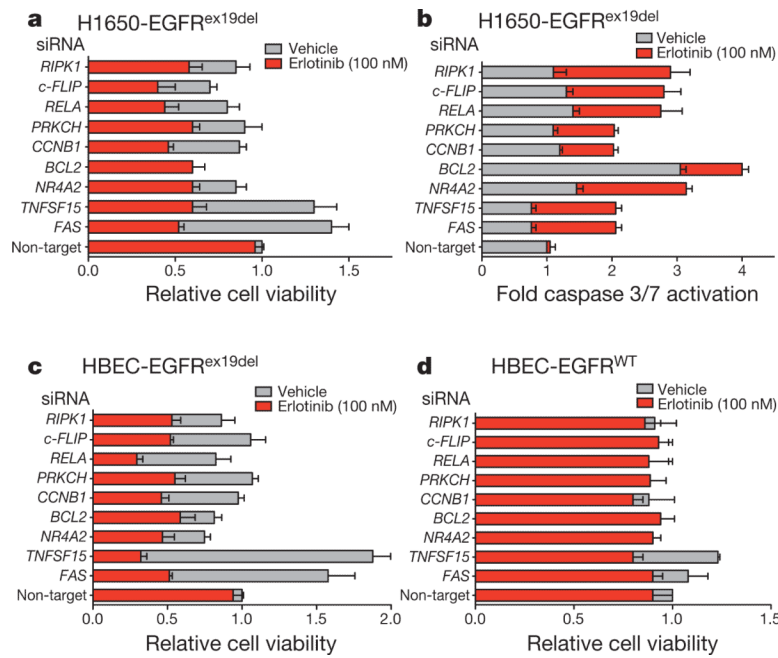 a H1650-EGFRex19del
siRNA
Vehicle
Erlotinib (100 nM)
RIPK1
c-FLIP
RELA
PRKCH
CCNB1
BCL2
NR4A2
TNFSF15
FAS
Non-target
0.0 0.5 1.0 1.5
Relative cell viability
b H1650-EGFRex19del
siRNA
Vehicle
Erlotinib (100 nM)
RIPK1
c-FLIP
RELA
PRKCH
CCNB1
BCL2
NR4A2
TNFSF15
FAS
Non-target
0 1 2 3 4
Fold caspase 3/7 activation
c HBEC-EGFRex19del
siRNA
Vehicle
Erlotinib (100 nM)
RIPK1
c-FLIP
RELA
PRKCH
CCNB1
BCL2
NR4A2
TNFSF15
FAS
Non-target
0.0 0.5 1.0 1.5 2.0
Relative cell viability
d HBEC-EGFRWT
siRNA
Vehicle
Erlotinib (100 nM)
RIPK1
c-FLIP
RELA
PRKCH
CCNB1
BCL2
NR4A2
TNFSF15
FAS
Non-target
0.0 0.5 1.0 1.5
Relative cell viability